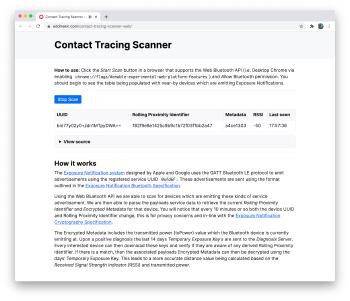 Contact Tracing Scanner
Contact Tracing Scanner
How to use: Click the Start Scan button in a browser that supports the Web Bluetooth API (i.e. Desktop Chrome via
enabling chrome://flags/#enable-experimental-web-platform-features) and Allow Bluetooth permission. You
should begin to see the table populated with near-by devices which are emitting Exposure Notifications.
Stop Scan
UUID Rolling Proximity Identifier Metadata RSSI Last seen
-50 17:57:36
▶ View source
How it works
The Exposure Notification system designed by Apple and Google uses the GATT Bluetooth LE protocol to emit
advertisements using the registered service UUID. These advertisements are sent using the format
outlined in the Exposure Notification Bluetooth Specification.
Using the Web Bluetooth API we are able to scan for devices which are emitting these kinds of service
advertisement. We are then able to parse the payloads service data to retrieve the current Rolling Proximity
Identifier and Encrypted Metadata for that device. You will notice that every 10 minutes or so both the device UUID
and Rolling Proximity Identifier change, this is for privacy concerns and in-line with the Exposure Notification
Cryptography Specification.
The Encrypted Metadata includes the transmitted power (txPower) value which the Bluetooth device is currently
emitting at. Upon a positive diagnosis the last 14 days Temporary Exposure Key's are sent to the Diagnosis Server.
Every interested device can then download these keys and verify if they are aware of any derived Rolling Proximity
Identifier. If there is a match, then the associated payloads Encrypted Metadata can then be decrypted using the
days' Temporary Exposure Key. This leads to a more accurate distance value being calculated based on the
Received Signal Strength Indicator (RSSI) and transmitted power.